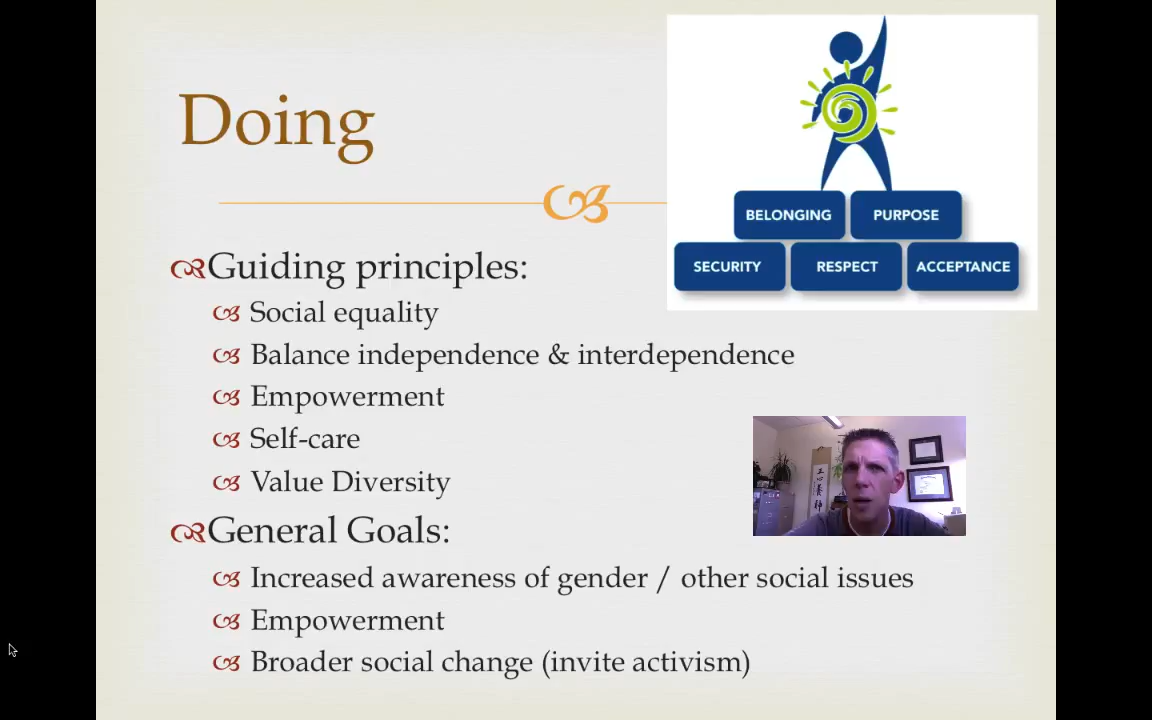 Doing
BELONGING PURPOSE
SECURITY RESPECT ACCEPTANCE
Guiding principles:
Social equality
Balance independence & interdependence
Empowerment
Self-care
Value Diversity
General Goals:
Increased awareness of gender / other social issues
Empowerment
Broader social change (invite activism)